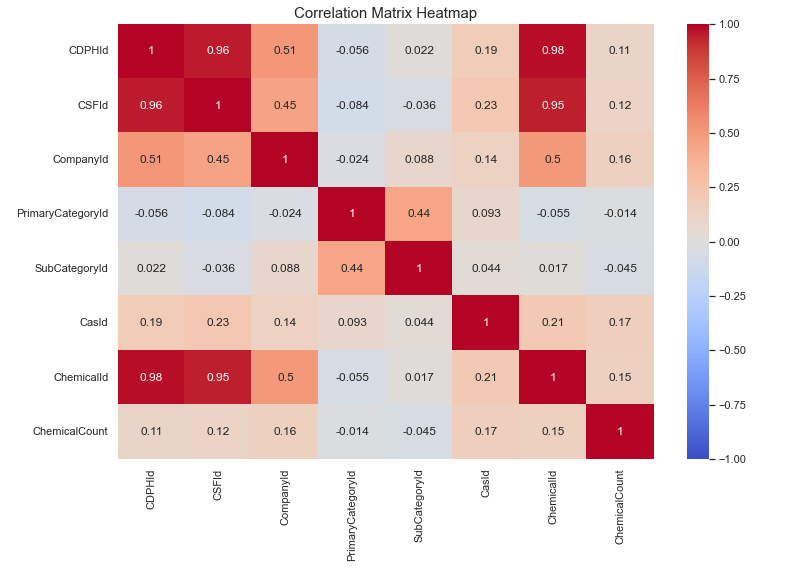 Correlation Matrix Heatmap
CDPHId 1 0.96 0.51 -0.056 0.022 0.19 0.98 0.11
CSFId 0.96 1 0.45 -0.084 -0.036 0.23 0.95 0.12
CompanyId 0.51 0.45 1 -0.024 0.088 0.14 0.5 0.16
PrimaryCategoryId -0.056 -0.084 -0.024 1 0.44 0.093 -0.055 -0.014
SubCategoryId 0.022 -0.036 0.088 0.44 1 0.044 0.017 -0.045
CasId 0.19 0.23 0.14 0.093 0.044 1 0.21 0.17
ChemicalId 0.98 0.95 0.5 -0.055 0.017 0.21 1 0.15
ChemicalCount 0.11 0.12 0.16 -0.014 -0.045 0.17 0.15 1
CDPHId
CSFId
CompanyId
PrimaryCategoryId
SubCategoryId
CasId
ChemicalId
ChemicalCount
1.00
0.75
0.50
0.25
0.00
−0.25
−0.50
−0.75
−1.00